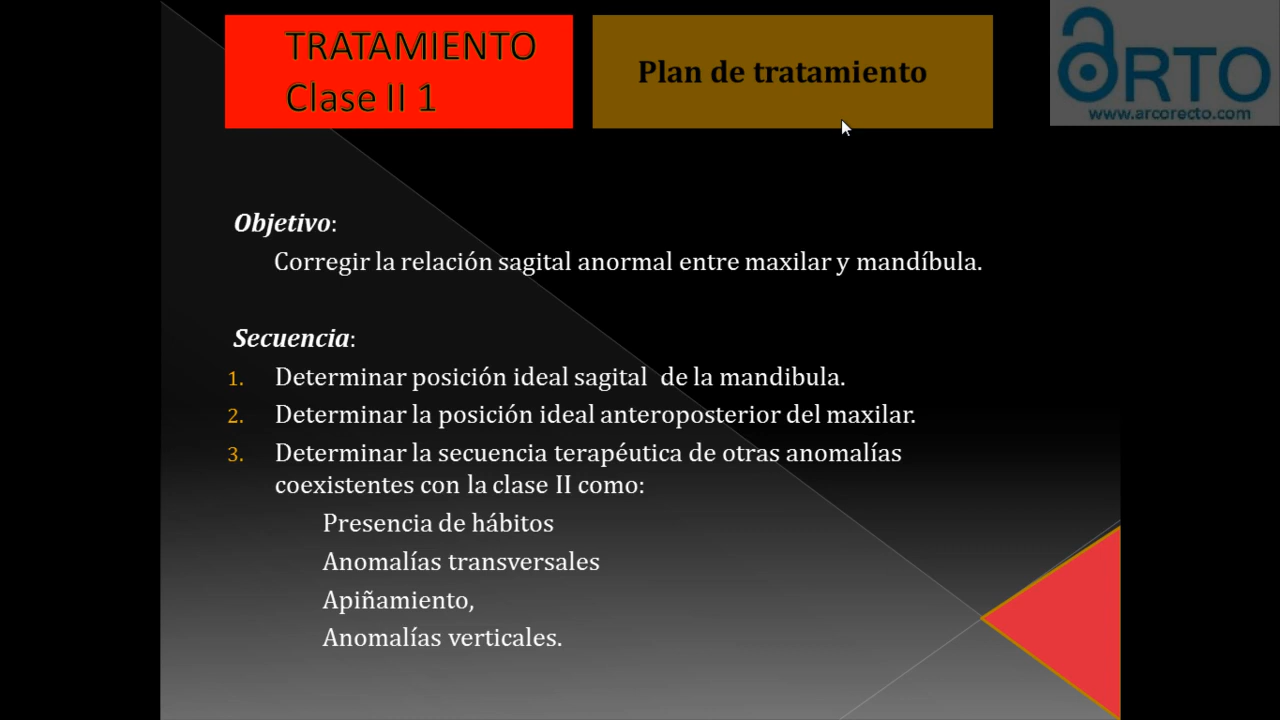 TRATAMIENTO
Clase II 1
Plan de tratamiento
ARTO
www.arcorecto.com
Objetivo:
Corregir la relación sagital anormal entre maxilar y mandíbula.
Secuencia:
1. Determinar posición ideal sagital de la mandibula.
2. Determinar la posición ideal anteroposterior del maxilar.
3. Determinar la secuencia terapéutica de otras anomalías
coexistentes con la clase II como:
Presencia de hábitos
Anomalías transversales
Apiñamiento,
Anomalías verticales.